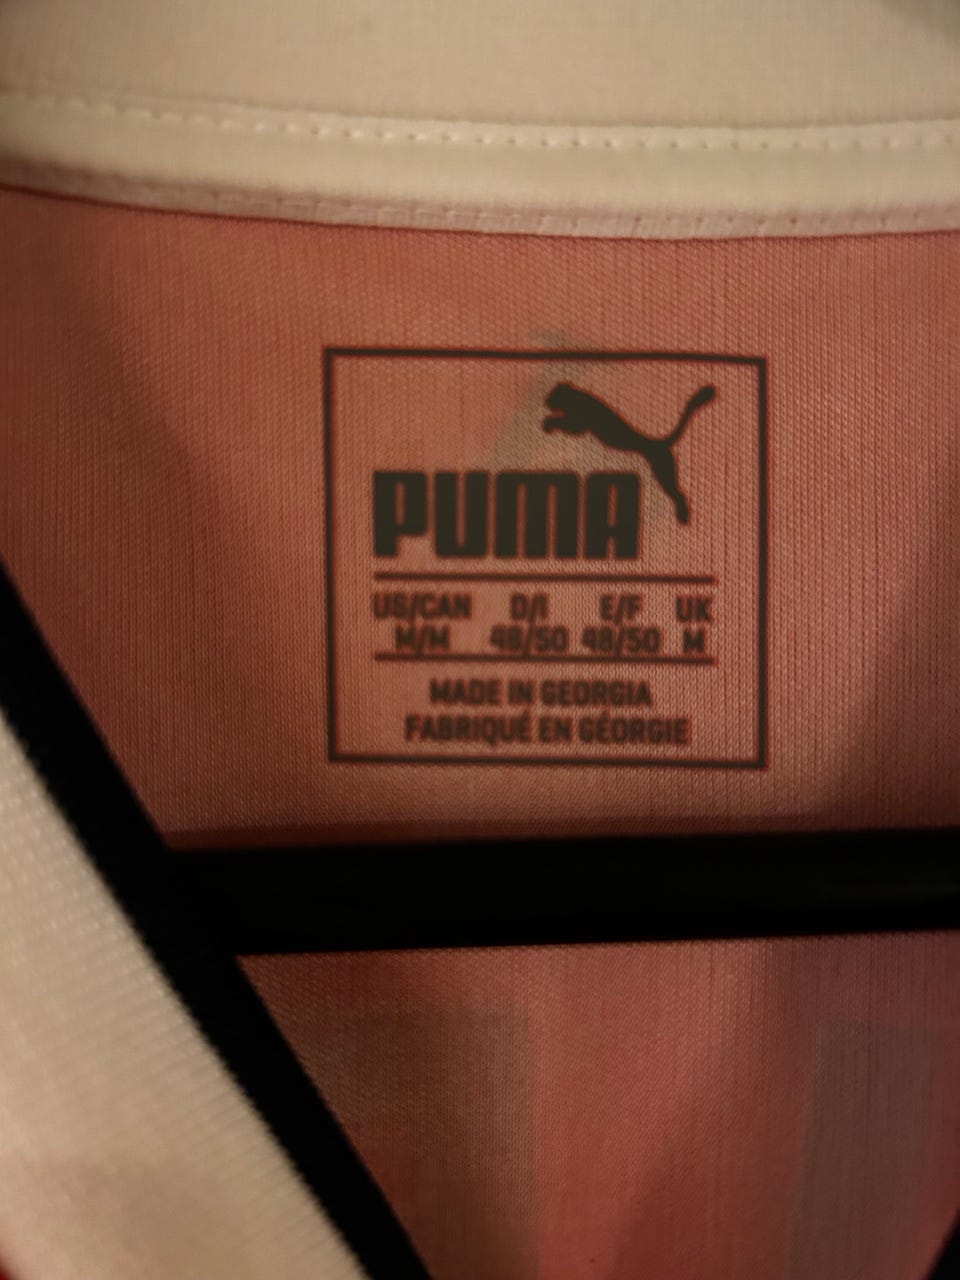 PUMA
US/CAN D/I E/F UK
M/M 48/50 48/50 M
MADE IN GEORGIA
FABRIQUÉ EN GÉORGIE